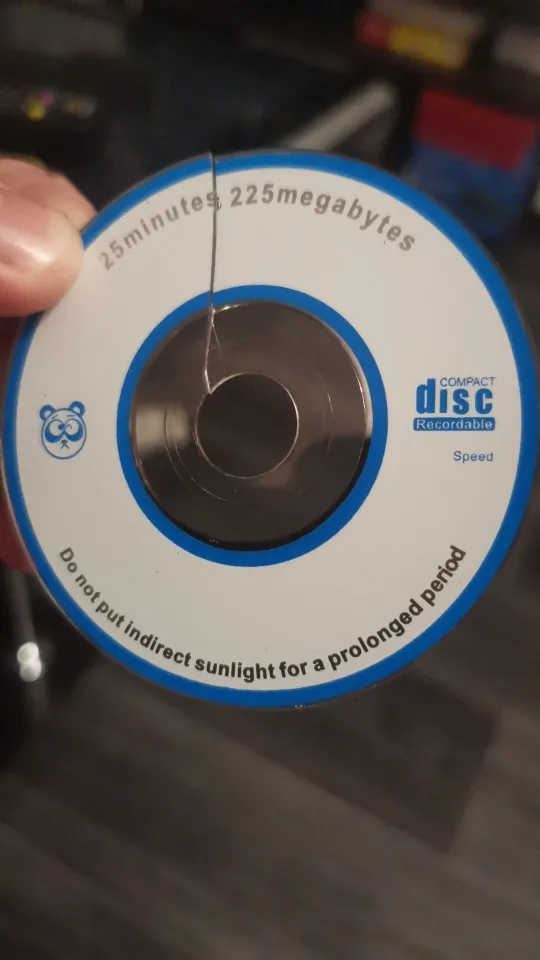 25minutes 225megabytes
COMPACT
disc
Recordable
Speed
Do not put indirect sunlight for a prolonged period